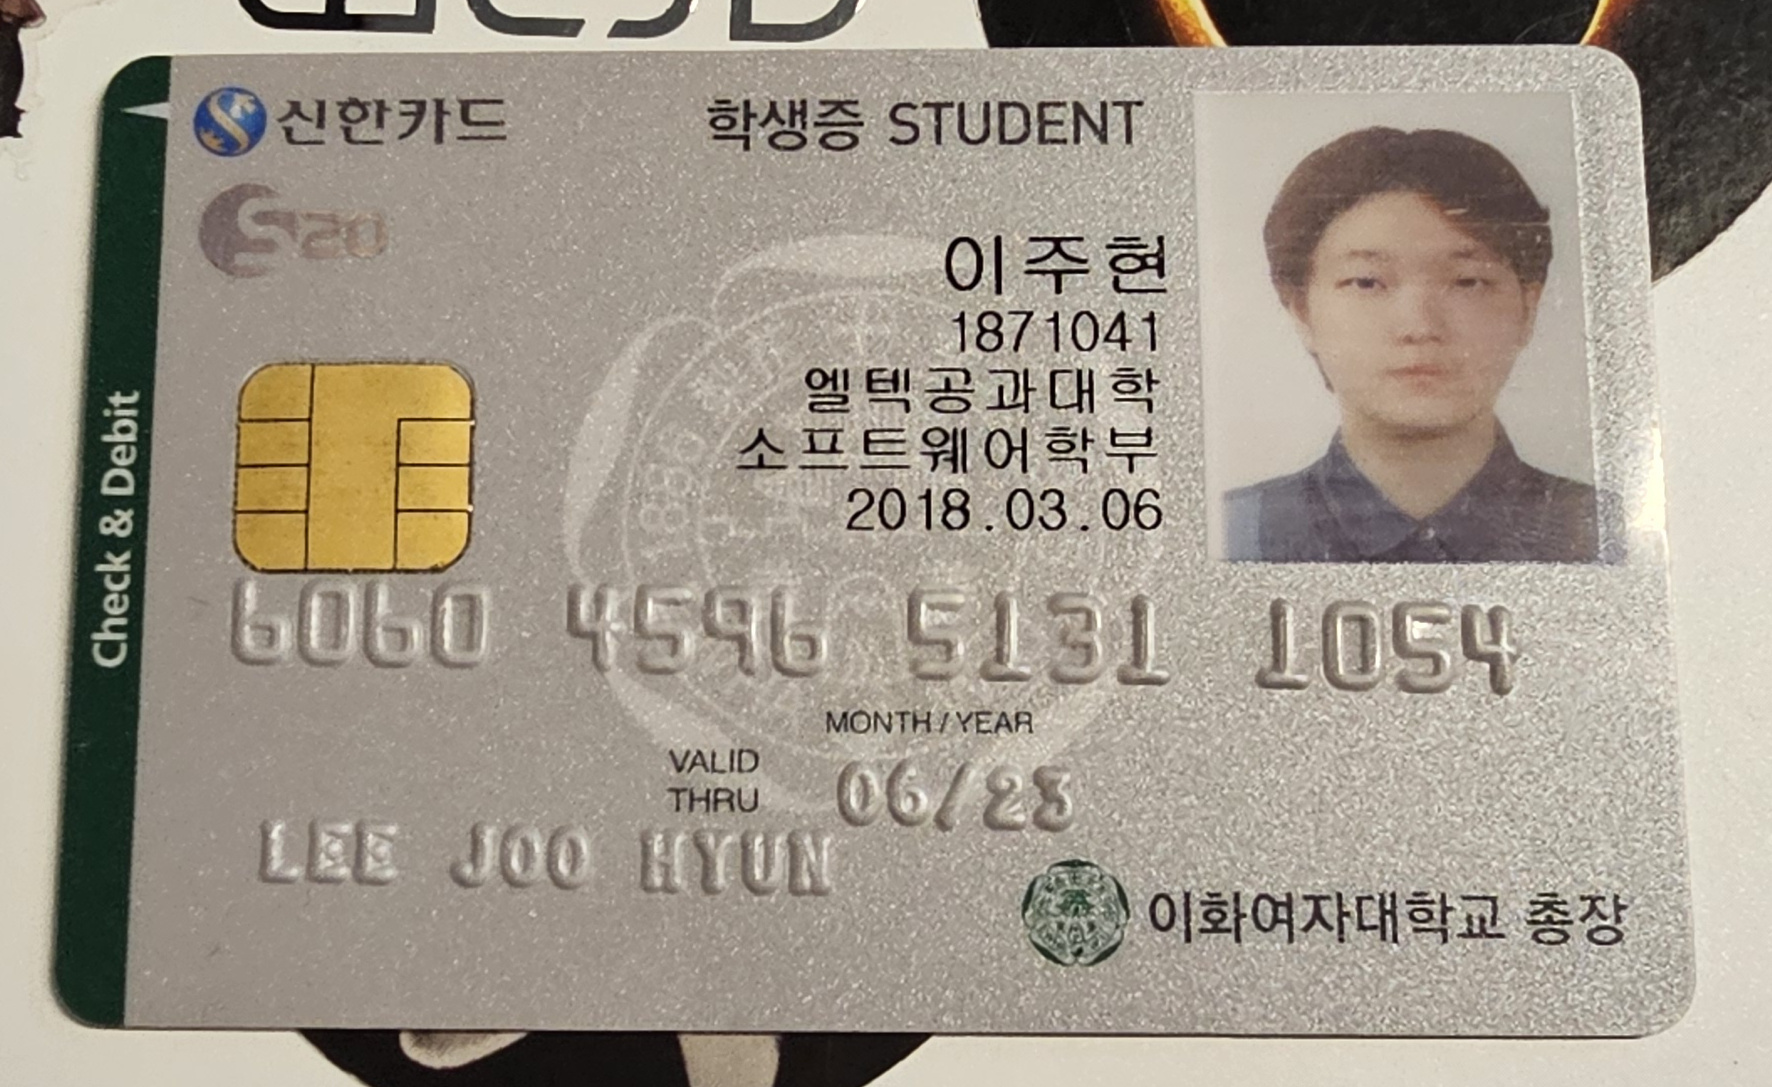 신한카드
학생증 STUDENT
S20
이주현
1871041
엘텍공과대학
소프트웨어학부
2018.03.06
Check & Debit
6060 4596 5131 1054
MONTH/YEAR
VALID
THRU
06/23
LEE JOO HYUN
이화여자대학교 총장
1886